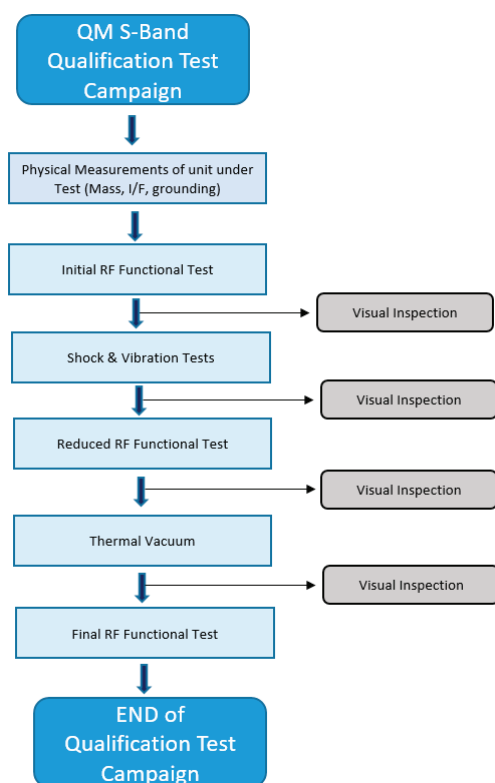 QM S-Band
Qualification Test
Campaign
Physical Measurements of unit under
Test (Mass, I/F, grounding)
Initial RF Functional Test
Visual Inspection
Shock & Vibration Tests
Visual Inspection
Reduced RF Functional Test
Visual Inspection
Thermal Vacuum
Visual Inspection
Final RF Functional Test
END of
Qualification Test
Campaign